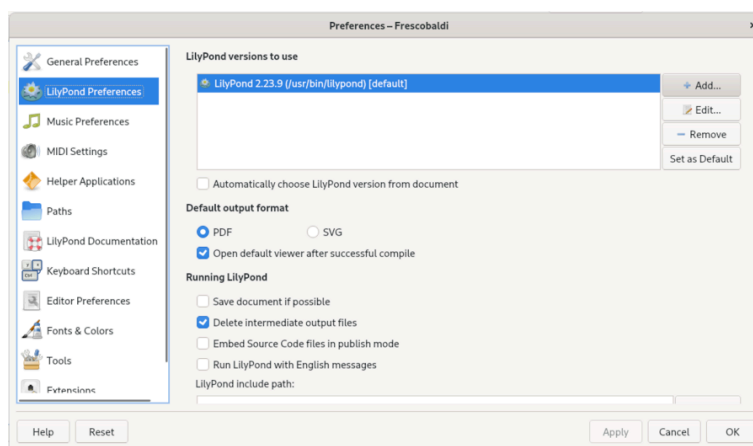 Preferences – Frescobaldi
General Preferences
LilyPond Preferences
Music Preferences
MIDI Settings
Helper Applications
Paths
LilyPond Documentation
Keyboard Shortcuts
Editor Preferences
Fonts & Colors
Tools
Extensions
LilyPond versions to use
LilyPond 2.23.9 (/usr/bin/lilypond) [default]
Add...
Edit...
Remove
Set as Default
Automatically choose LilyPond version from document
Default output format
PDF SVG
Open default viewer after successful compile
Running LilyPond
Save document if possible
Delete intermediate output files
Embed Source Code files in publish mode
Run LilyPond with English messages
LilyPond include path:
Help Reset Apply Cancel OK